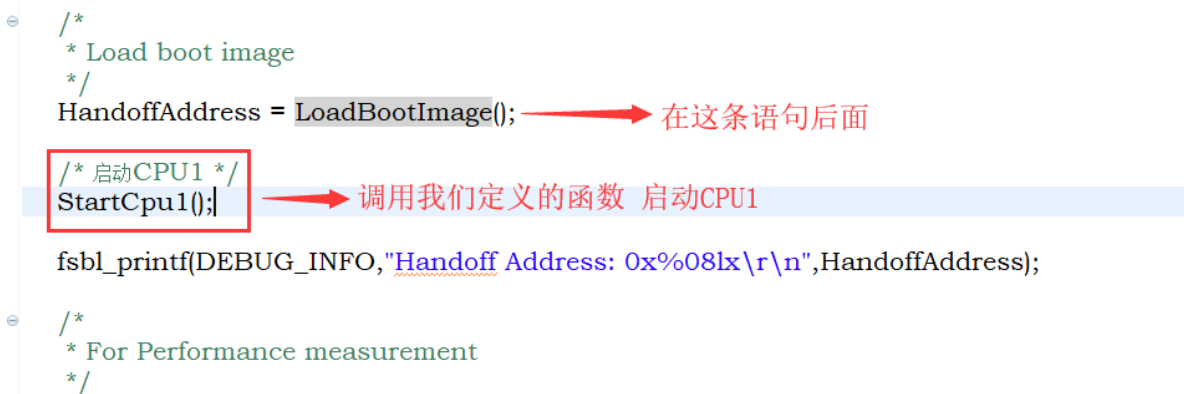 /*
* Load boot image
*/
HandoffAddress = LoadBootImage();
在这条语句后面
/* 启动CPU1 */
StartCpu1();
调用我们定义的函数 启动CPU1
fsbl_printf(DEBUG_INFO,"Handoff Address: 0x%08lx\r\n",HandoffAddress);
/*
* For Performance measurement
*/